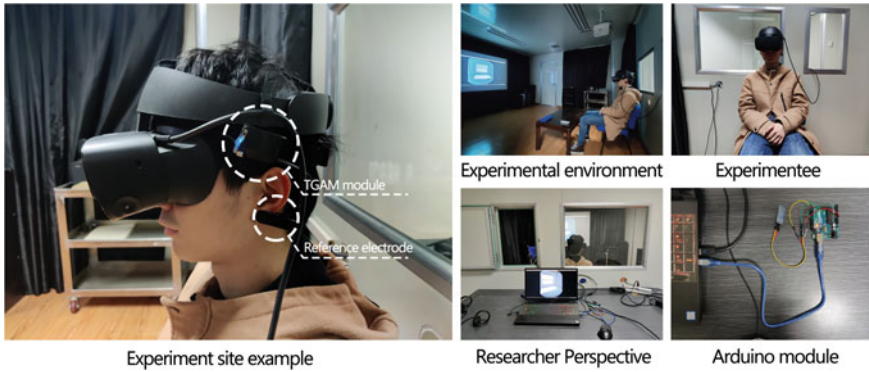 TGAM module
Reference electrode
Experiment site example
Experimental environment
Experimentee
Researcher Perspective
Arduino module